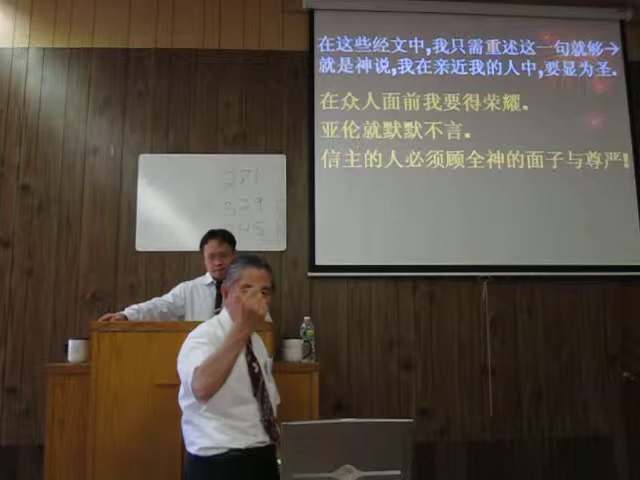 在这些经文中,我只需重述这一句就够→
就是神说,我在亲近我的人中,要显为圣.
在众人面前我要得荣耀.
亚伦就默默不言.
信主的人必须顾全神的面子与尊严!
271
329